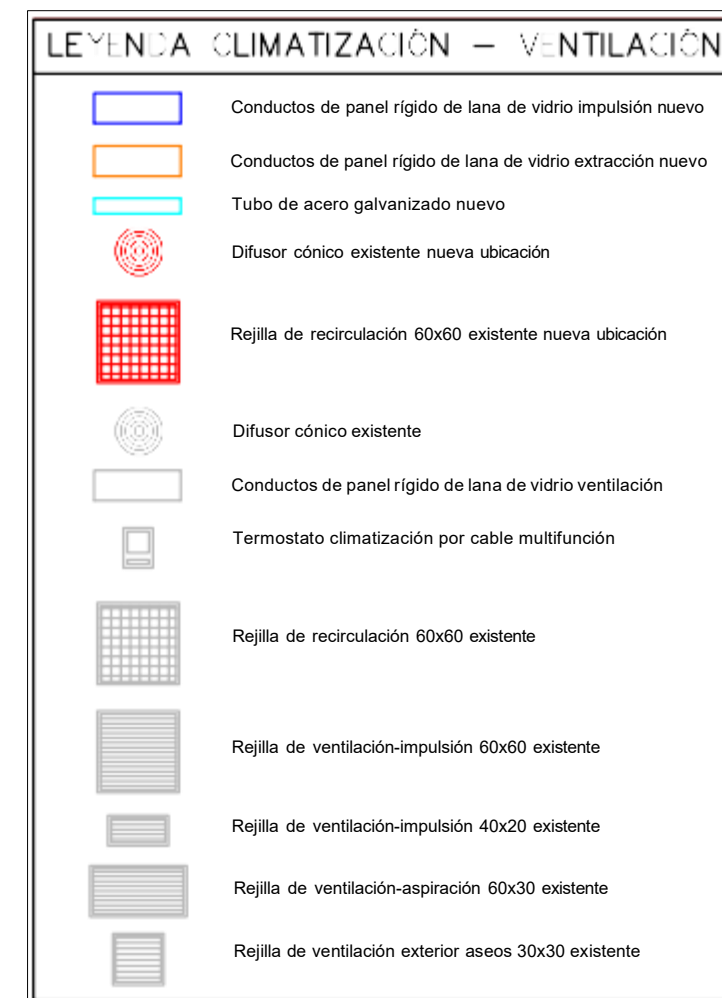 LEYENDA CLIMATIZACIÓN – VENTILACIÓN
Conductos de panel rígido de lana de vidrio impulsión nuevo
Conductos de panel rígido de lana de vidrio extracción nuevo
Tubo de acero galvanizado nuevo
Difusor cónico existente nueva ubicación
Rejilla de recirculación 60x60 existente nueva ubicación
Difusor cónico existente
Conductos de panel rígido de lana de vidrio ventilación
Termostato climatización por cable multifunción
Rejilla de recirculación 60x60 existente
Rejilla de ventilación-impulsión 60x60 existente
Rejilla de ventilación-impulsión 40x20 existente
Rejilla de ventilación-aspiración 60x30 existente
Rejilla de ventilación exterior aseos 30x30 existente